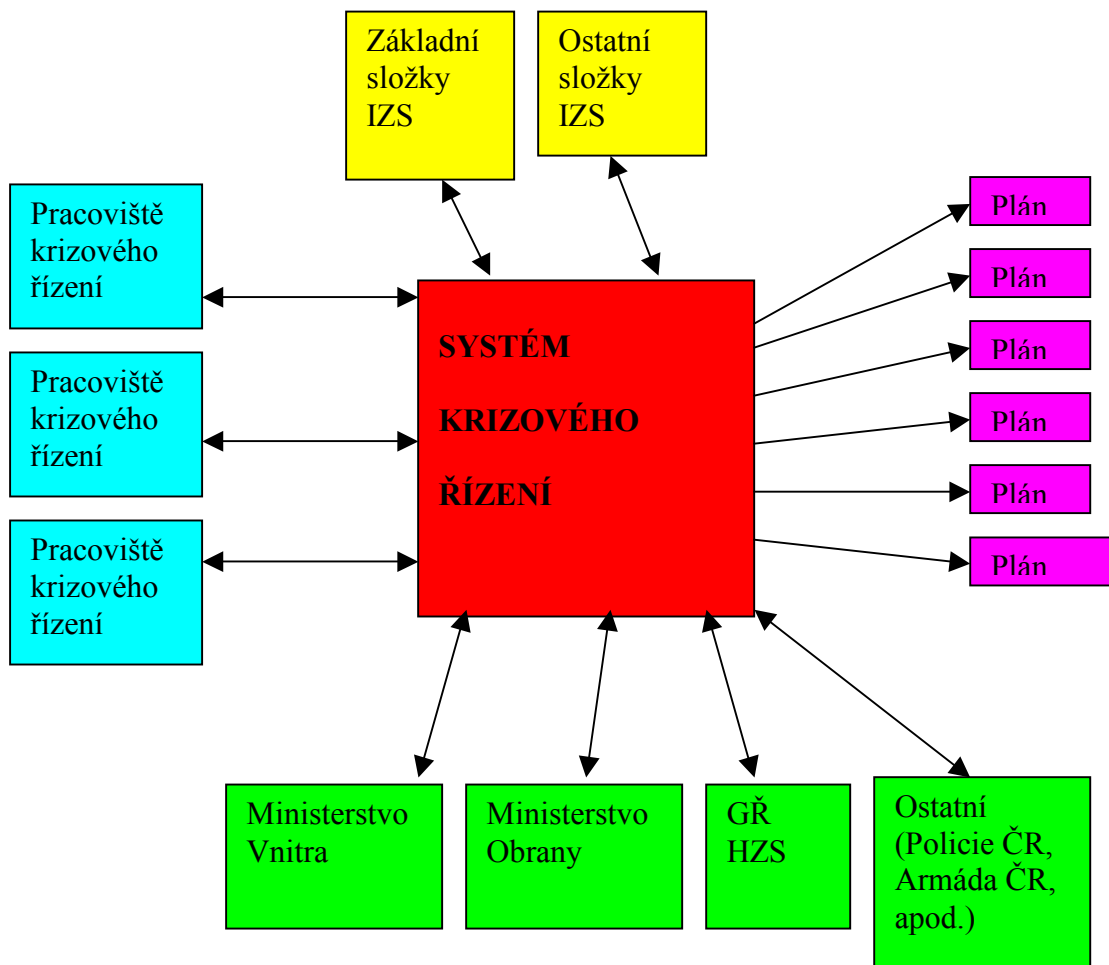 Základní
složky
IZS
Ostatní
složky
IZS
Pracoviště
krizového
řízení
Pracoviště
krizového
řízení
Pracoviště
krizového
řízení
SYSTÉM
KRIZOVÉHO
ŘÍZENÍ
Plán
Plán
Plán
Plán
Plán
Plán
Ministerstvo
Vnitra
Ministerstvo
Obrany
GŘ
HZS
Ostatní
(Policie ČR,
Armáda ČR,
apod.)